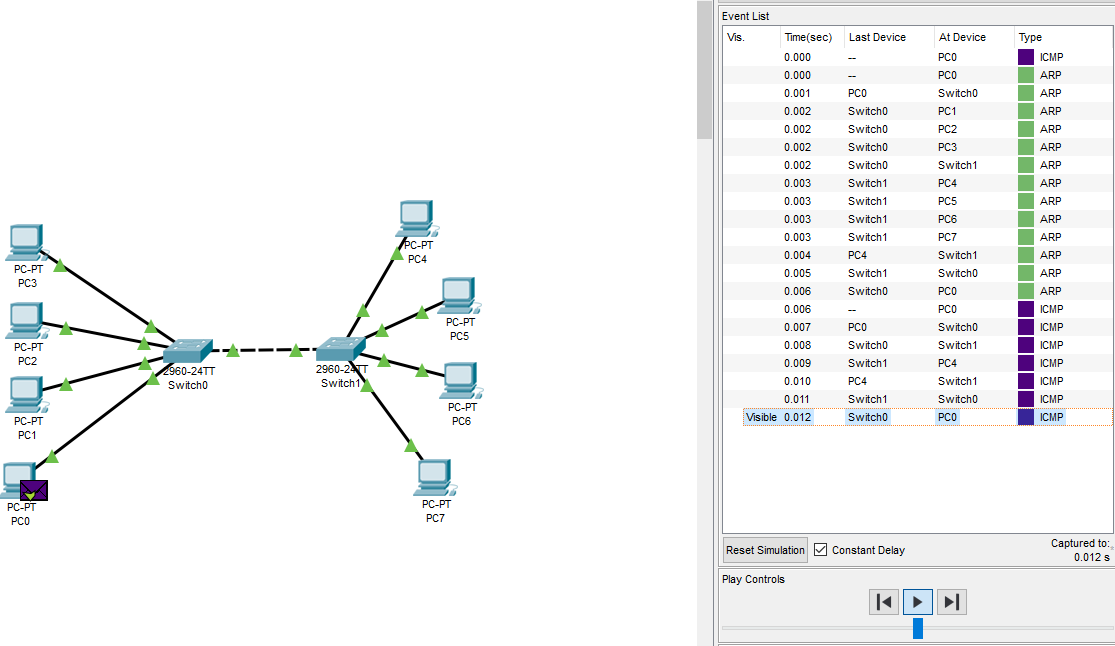 PC-PT
PC3
PC-PT
PC2
PC-PT
PC1
PC-PT
PC0
2960-24TT
Switch0
2960-24TT
Switch1
PC-PT
PC4
PC-PT
PC5
PC-PT
PC6
PC-PT
PC7
Event List
Vis. Time(sec) Last Device At Device Type
0.000 -- PC0 ICMP
0.000 -- PC0 ARP
0.001 PC0 Switch0 ARP
0.002 Switch0 PC1 ARP
0.002 Switch0 PC2 ARP
0.002 Switch0 PC3 ARP
0.002 Switch0 Switch1 ARP
0.003 Switch1 PC4 ARP
0.003 Switch1 PC5 ARP
0.003 Switch1 PC6 ARP
0.003 Switch1 PC7 ARP
0.004 PC4 Switch1 ARP
0.005 Switch1 Switch0 ARP
0.006 Switch0 PC0 ARP
0.006 -- PC0 ICMP
0.007 PC0 Switch0 ICMP
0.008 Switch0 Switch1 ICMP
0.009 Switch1 PC4 ICMP
0.010 PC4 Switch1 ICMP
0.011 Switch1 Switch0 ICMP
Visible 0.012 Switch0 PC0 ICMP
Reset Simulation Constant Delay
Captured to:
0.012 s
Play Controls